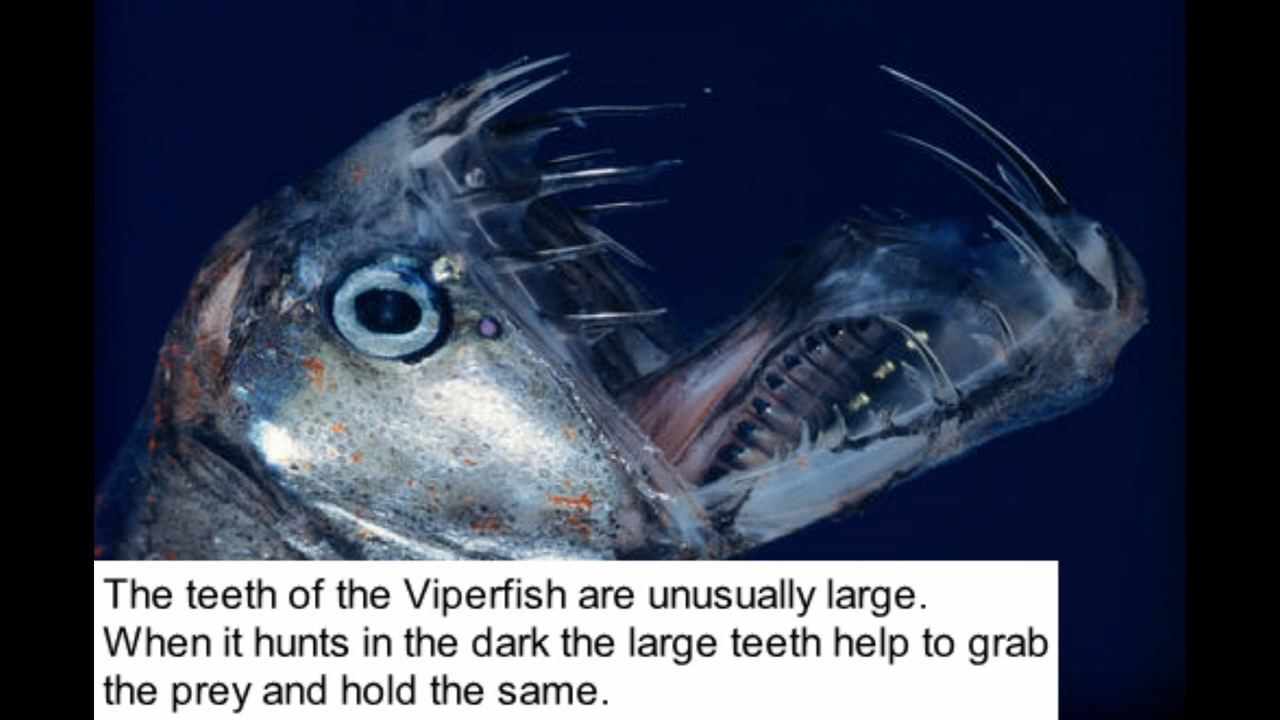 The teeth of the Viperfish are unusually large.
When it hunts in the dark the large teeth help to grab
the prey and hold the same.